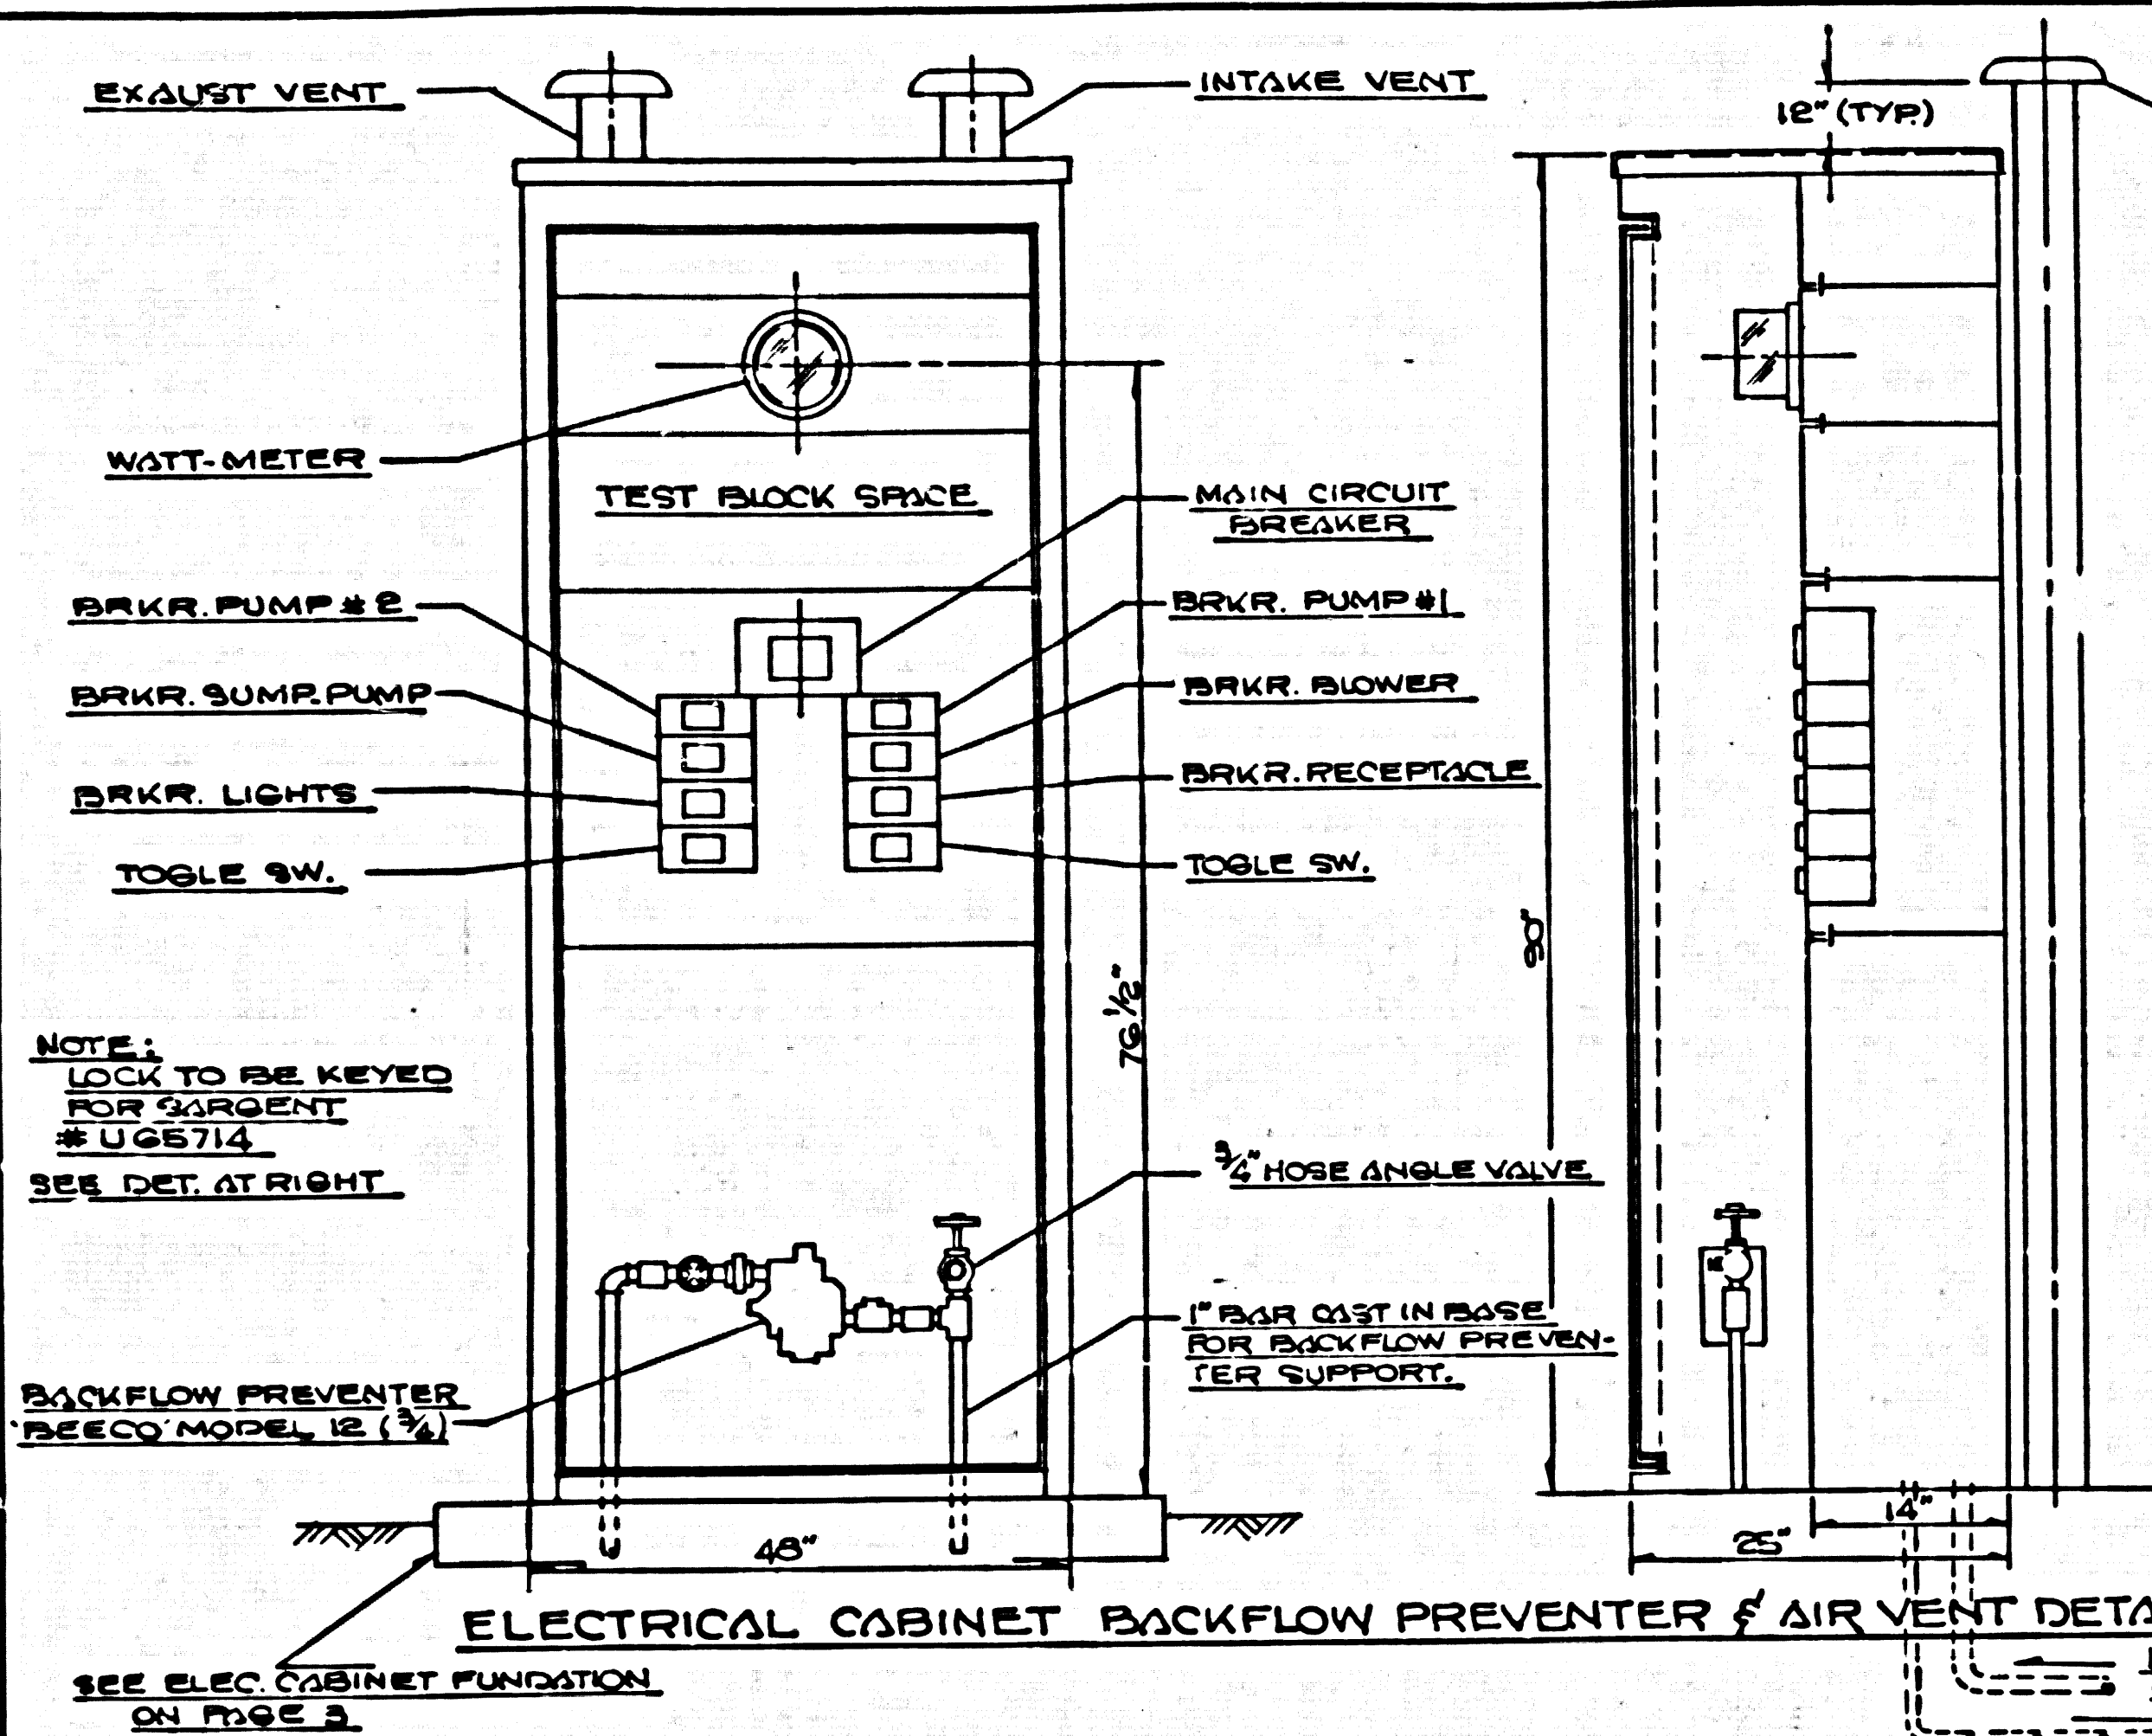 EXAUST VENT
INTAKE VENT
12" (TYP.)
WATT-METER
TEST BLOCK SPACE
MAIN CIRCUIT
BREAKER
BRKR. PUMP # 2
BRKR. PUMP #1
BRKR. SUMP. PUMP
BRKR. BLOWER
BRKR. LIGHTS
BRKR. RECEPTACLE
TOGLE SW.
TOGLE SW.
90"
76 1/2"
NOTE:
LOCK TO BE KEYED
FOR SARGENT
# UG5714
SEE DET. AT RIGHT
3/4" HOSE ANGLE VALVE
1" BAR CAST IN BASE
FOR BACKFLOW PREVEN-
TER SUPPORT.
BACKFLOW PREVENTER
'BEECO' MODEL 12 (3/4)
48"
14"
25"
ELECTRICAL CABINET BACKFLOW PREVENTER & AIR VENT DETA
SEE ELEC. CABINET FUNDATION
ON PAGE 3